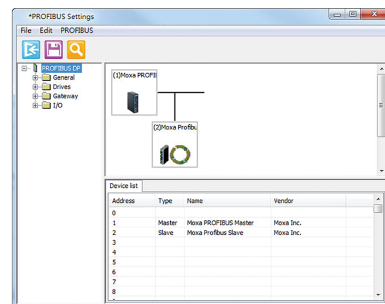 *PROFIBUS Settings
File Edit PROFIBUS
PROFIBUS DP
General
Drives
Gateway
I/O
(1)Moxa PROFI
(2)Moxa Profibu
Device list
Address Type Name Vendor
0
1 Master Moxa PROFIBUS Master Moxa Inc.
2 Slave Moxa Profibus Slave Moxa Inc.
3
4
5
6
7
8